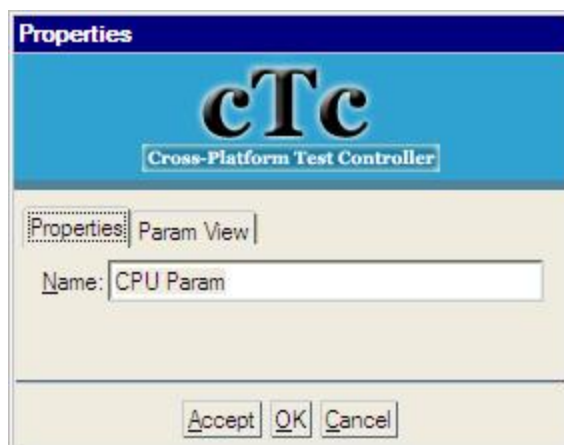 Properties
cTc
Cross-Platform Test Controller
Properties Param View
Name: CPU Param
Accept OK Cancel